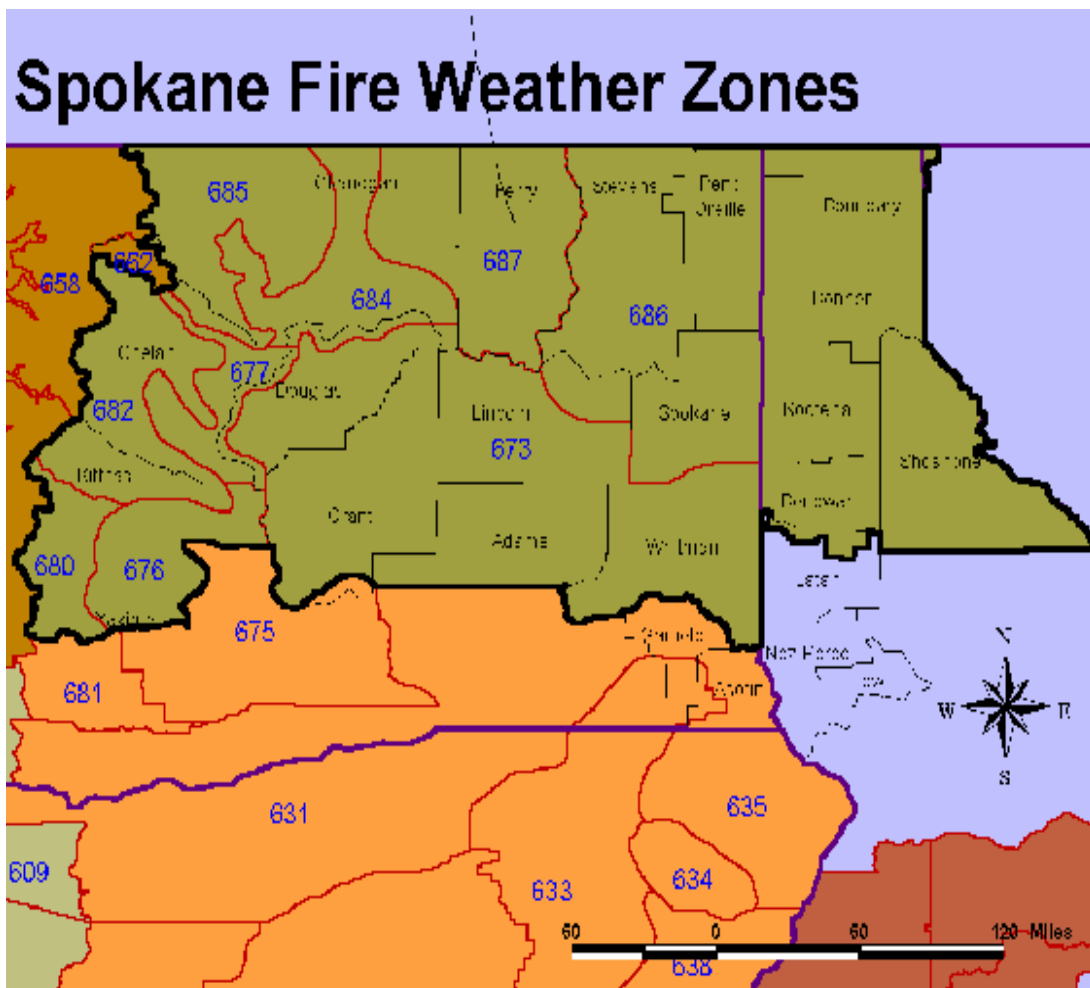 Spokane Fire Weather Zones
685
Okanogan
Ferry
Stevens
Pend
Oreille
Boundary
662
658
687
684
686
Bonner
Chelan
677
Douglas
682
Lincoln
Spokane
Kootenai
673
Kittitas
Shoshone
Benewah
Grant
Adams
Whitman
680
676
Latah
Yakima
675
Garfield
Nez Perce
681
Asotin
N
W
E
S
631
635
609
633
634
638
60
0
60
120 Miles